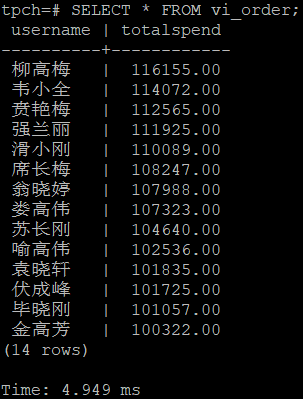 tpch=# SELECT * FROM vi_order;
username | totalspend
----------+------------
柳高梅 | 116155.00
韦小全 | 114072.00
贲艳梅 | 112565.00
强兰丽 | 111925.00
滑小刚 | 110089.00
席长梅 | 108247.00
翁晓婷 | 107988.00
娄高伟 | 107323.00
苏长刚 | 104640.00
喻高伟 | 102536.00
袁晓轩 | 101835.00
伏成峰 | 101725.00
毕晓刚 | 101057.00
金高芳 | 100322.00
(14 rows)
Time: 4.949 ms